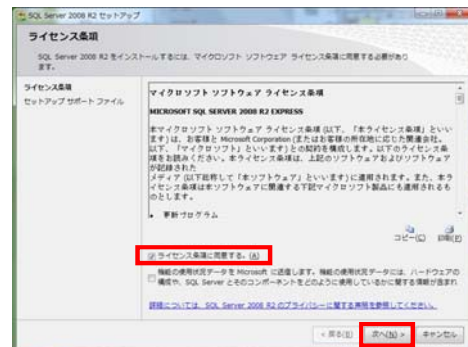 SQL Server 2008 R2 セットアップ
ライセンス条項
SQL Server 2008 R2 をインストールするには、マイクロソフト ソフトウェア ライセンス条項に同意する必要があり
ます。
ライセンス条項
セットアップ サポート ファイル
マイクロソフト ソフトウェア ライセンス条項
MICROSOFT SQL SERVER 2008 R2 EXPRESS
本マイクロソフト ソフトウェア ライセンス条項 (以下、「本ライセンス条項」といい
ます) は、お客様と Microsoft Corporation (またはお客様の所在地に応じた関連会社。
以下、「マイクロソフト」といいます) との契約を構成します。以下のライセンス条
項をお読みください。本ライセンス条項は、上記のソフトウェアおよびソフトウェア
が記録された
メディア (以下総称して「本ソフトウェア」といいます) に適用されます。また、本ラ
イセンス条項は本ソフトウェアに関連する下記マイクロソフト製品にも適用されるも
のとします。
• 更新プログラム
コピー(C) 印刷(P)
ライセンス条項に同意する。(A)
機能の使用状況データを Microsoft に送信します。機能の使用状況データには、ハードウェアの
構成や、SQL Server とそのコンポーネントをどのように使用しているかに関する情報が含まれ
詳細については、SQL Server 2008 R2 のプライバシーに関する声明を参照してください。
< 戻る(B) 次へ(N) > キャンセル